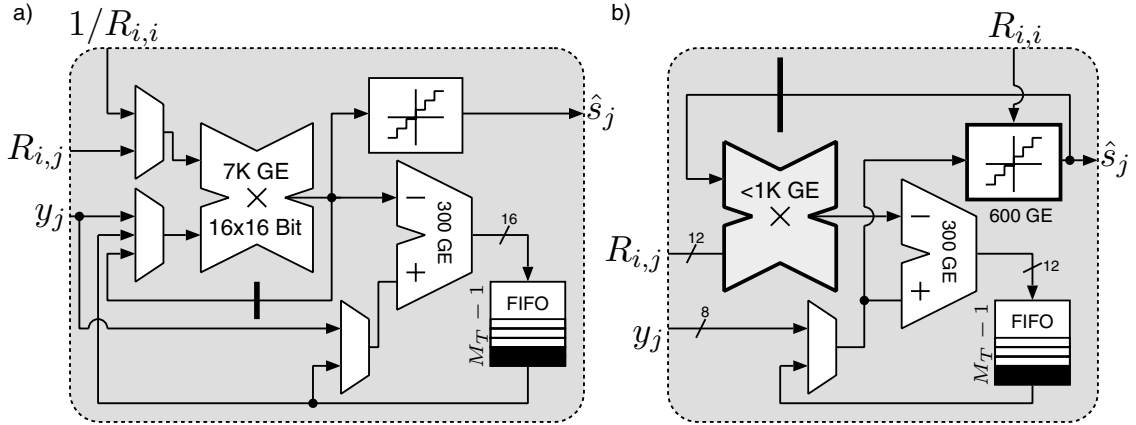 a)
1/R_{i,i}
R_{i,j}
y_j
7K GE
×
16x16 Bit
ŝ_j
−
+
300 GE
16
FIFO
M_T − 1
b)
R_{i,i}
<1K GE
×
R_{i,j}
12
y_j
8
ŝ_j
600 GE
−
+
300 GE
12
FIFO
M_T − 1